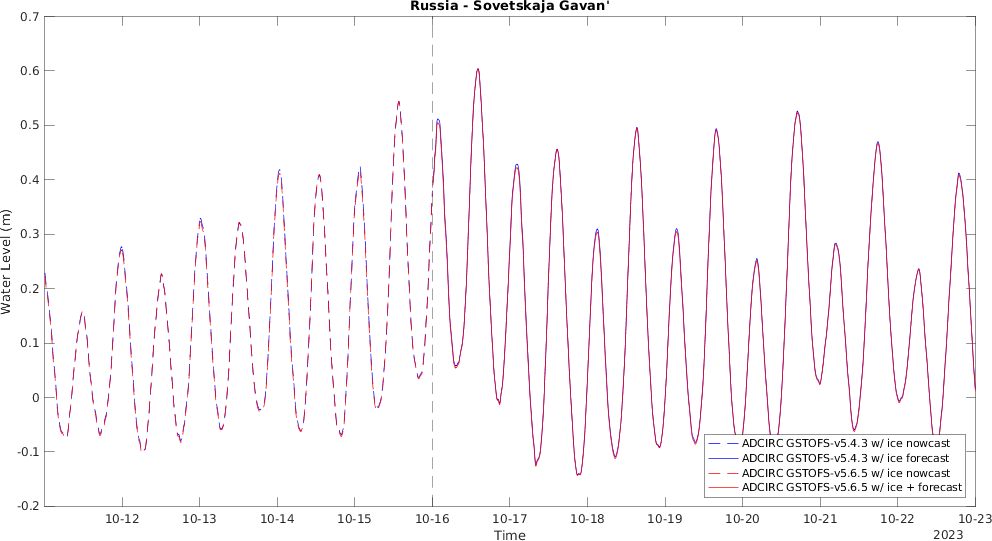 Russia - Sovetskaja Gavan'
0.7
0.6
0.5
0.4
0.3
0.2
0.1
0
-0.1
-0.2
Water Level (m)
ADCIRC GSTOFS-v5.4.3 w/ ice nowcast
ADCIRC GSTOFS-v5.4.3 w/ ice forecast
ADCIRC GSTOFS-v5.6.5 w/ ice nowcast
ADCIRC GSTOFS-v5.6.5 w/ ice + forecast
10-12 10-13 10-14 10-15 10-16 10-17 10-18 10-19 10-20 10-21 10-22 10-23
Time
2023